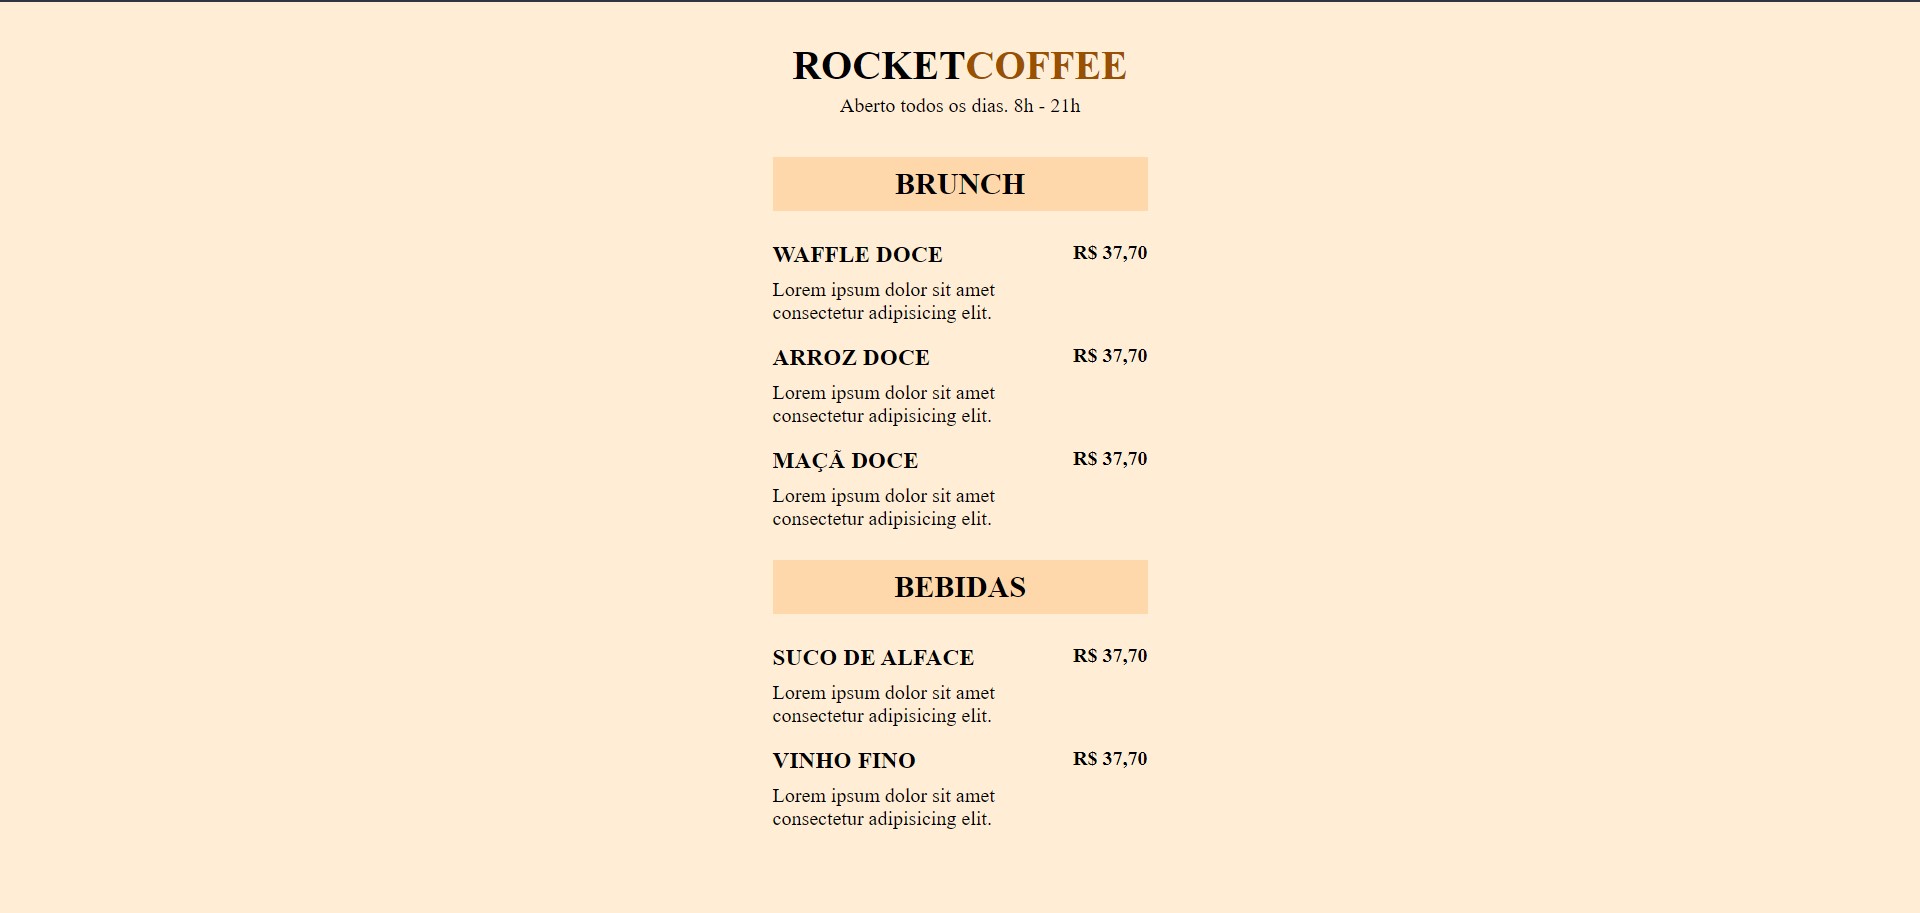 ROCKETCOFFEE
Aberto todos os dias. 8h - 21h
BRUNCH
WAFFLE DOCE R$ 37,70
Lorem ipsum dolor sit amet
consectetur adipisicing elit.
ARROZ DOCE R$ 37,70
Lorem ipsum dolor sit amet
consectetur adipisicing elit.
MAÇÃ DOCE R$ 37,70
Lorem ipsum dolor sit amet
consectetur adipisicing elit.
BEBIDAS
SUCO DE ALFACE R$ 37,70
Lorem ipsum dolor sit amet
consectetur adipisicing elit.
VINHO FINO R$ 37,70
Lorem ipsum dolor sit amet
consectetur adipisicing elit.